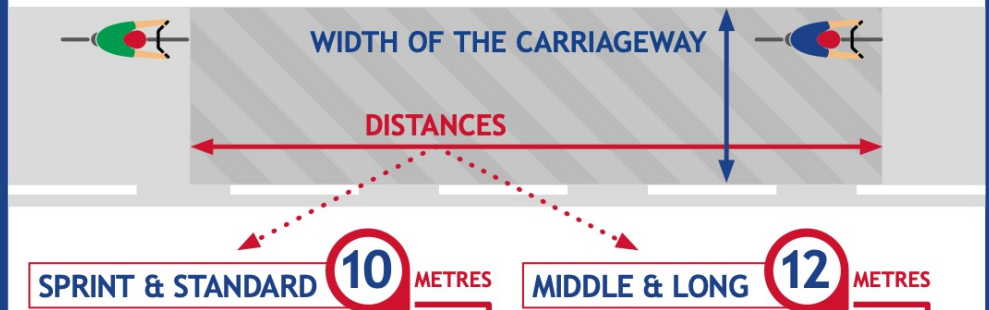 WIDTH OF THE CARRIAGEWAY
DISTANCES
SPRINT & STANDARD 10 METRES
MIDDLE & LONG 12 METRES